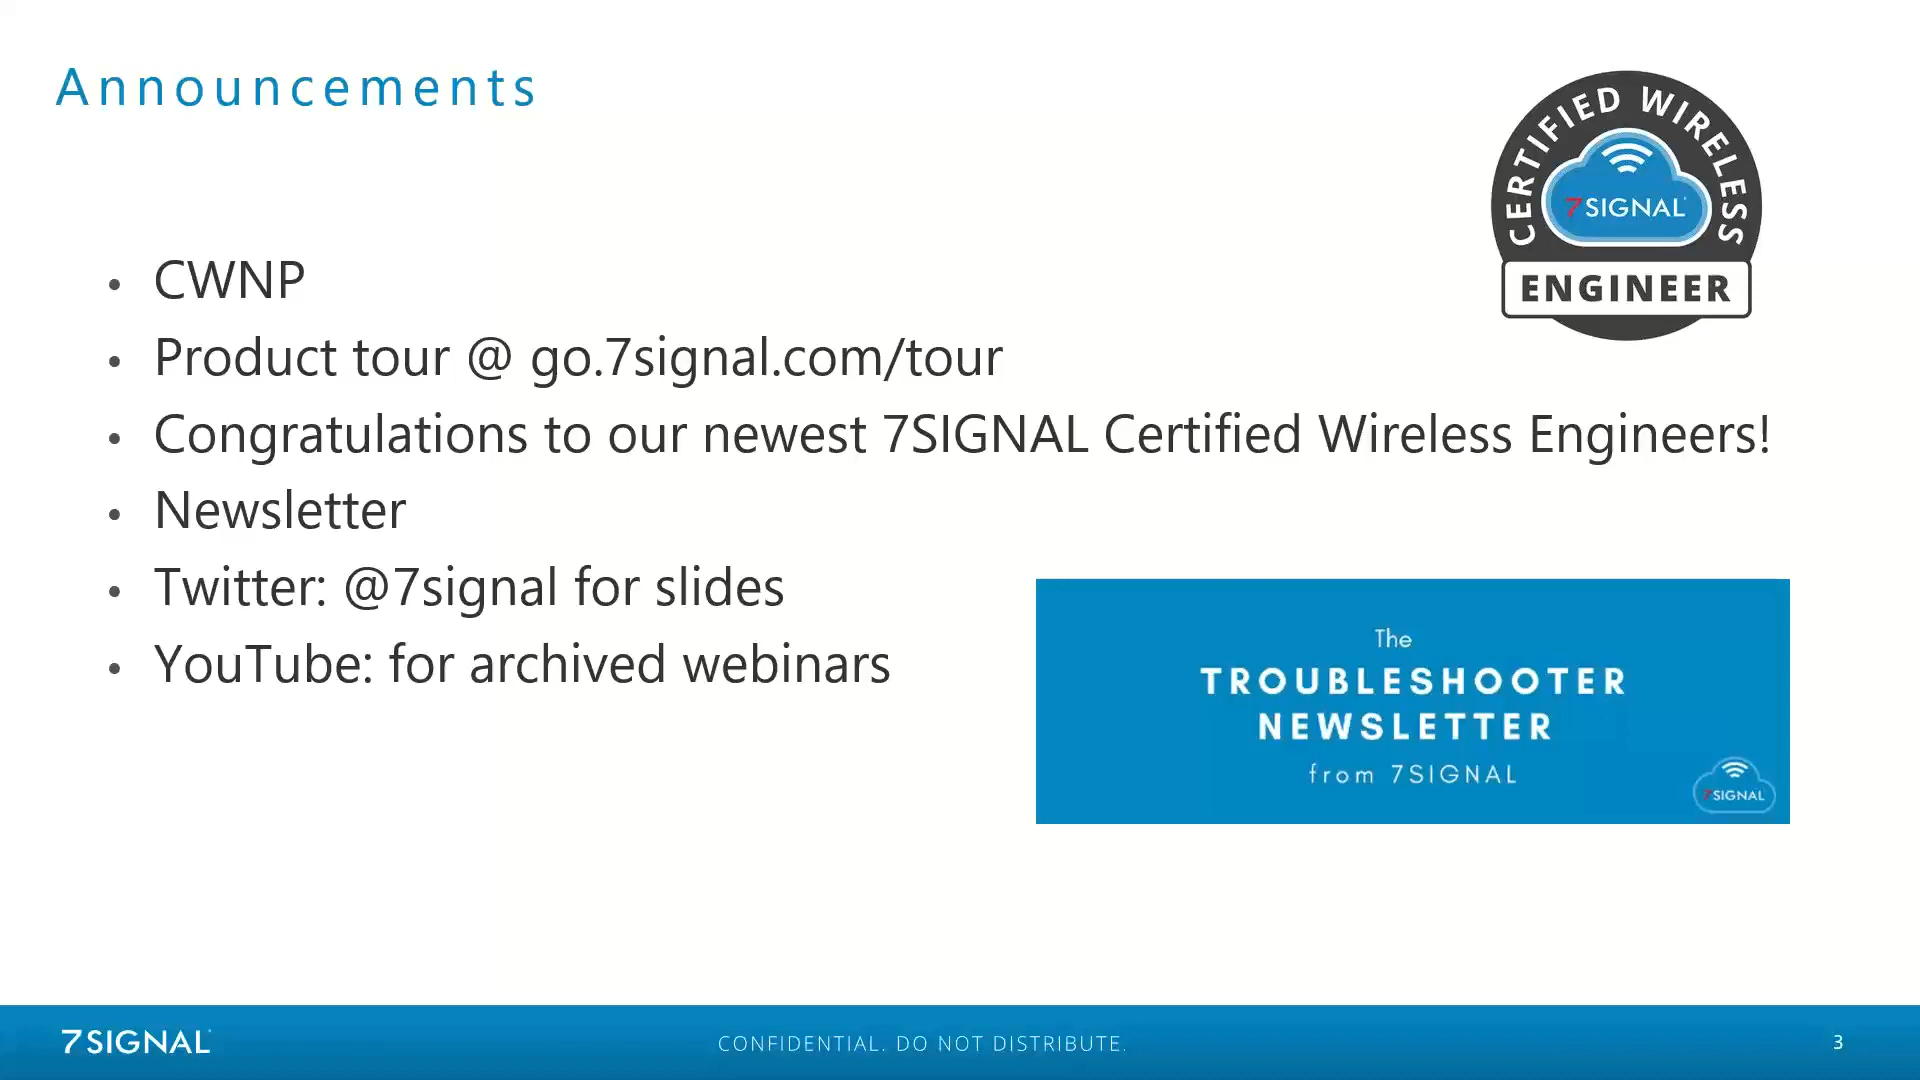 Announcements
CERTIFIED WIRELESS
7SIGNAL
ENGINEER
• CWNP
• Product tour @ go.7signal.com/tour
• Congratulations to our newest 7SIGNAL Certified Wireless Engineers!
• Newsletter
• Twitter: @7signal for slides
• YouTube: for archived webinars
The
TROUBLESHOOTER
NEWSLETTER
from 7SIGNAL
7SIGNAL
7SIGNAL
CONFIDENTIAL. DO NOT DISTRIBUTE.
3